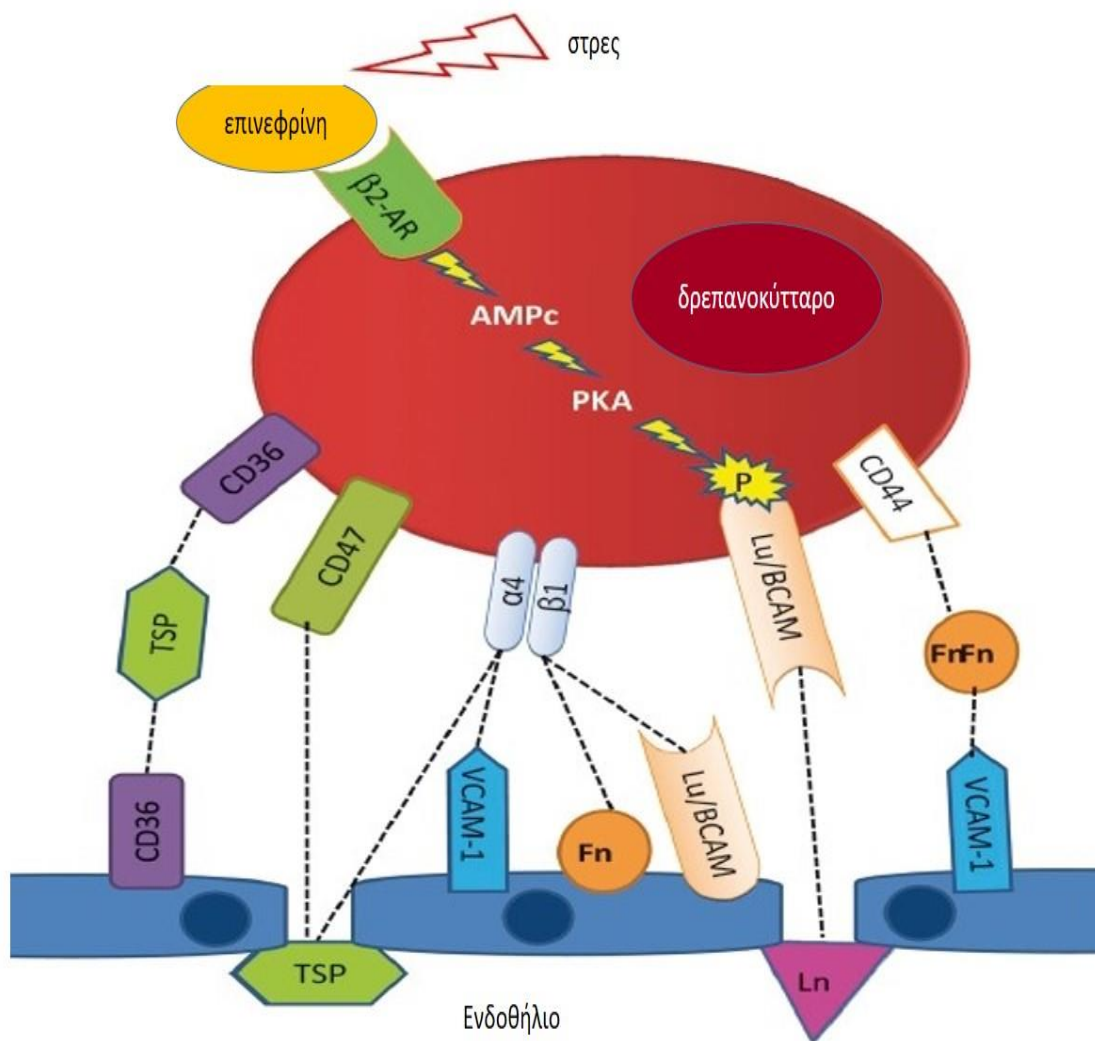 στρες
επινεφρίνη
β2-AR
δρεπανοκύτταρο
AMPc
PKA
P
CD36
CD47
α4
β1
Lu/BCAM
CD44
TSP
FnFn
CD36
VCAM-1
Fn
Lu/BCAM
VCAM-1
TSP
Ln
Ενδοθήλιο